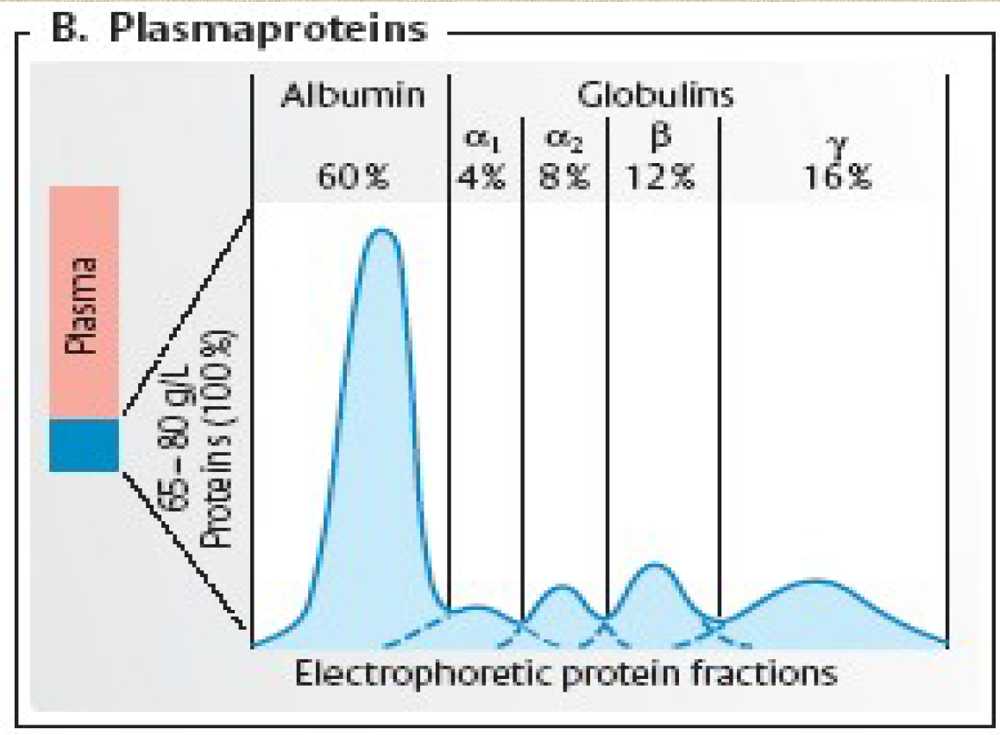 B. Plasmaproteins
Albumin
Globulins
α₁
α₂
β
γ
60%
4%
8%
12%
16%
Plasma
65–80 g/L
Proteins (100%)
Electrophoretic protein fractions